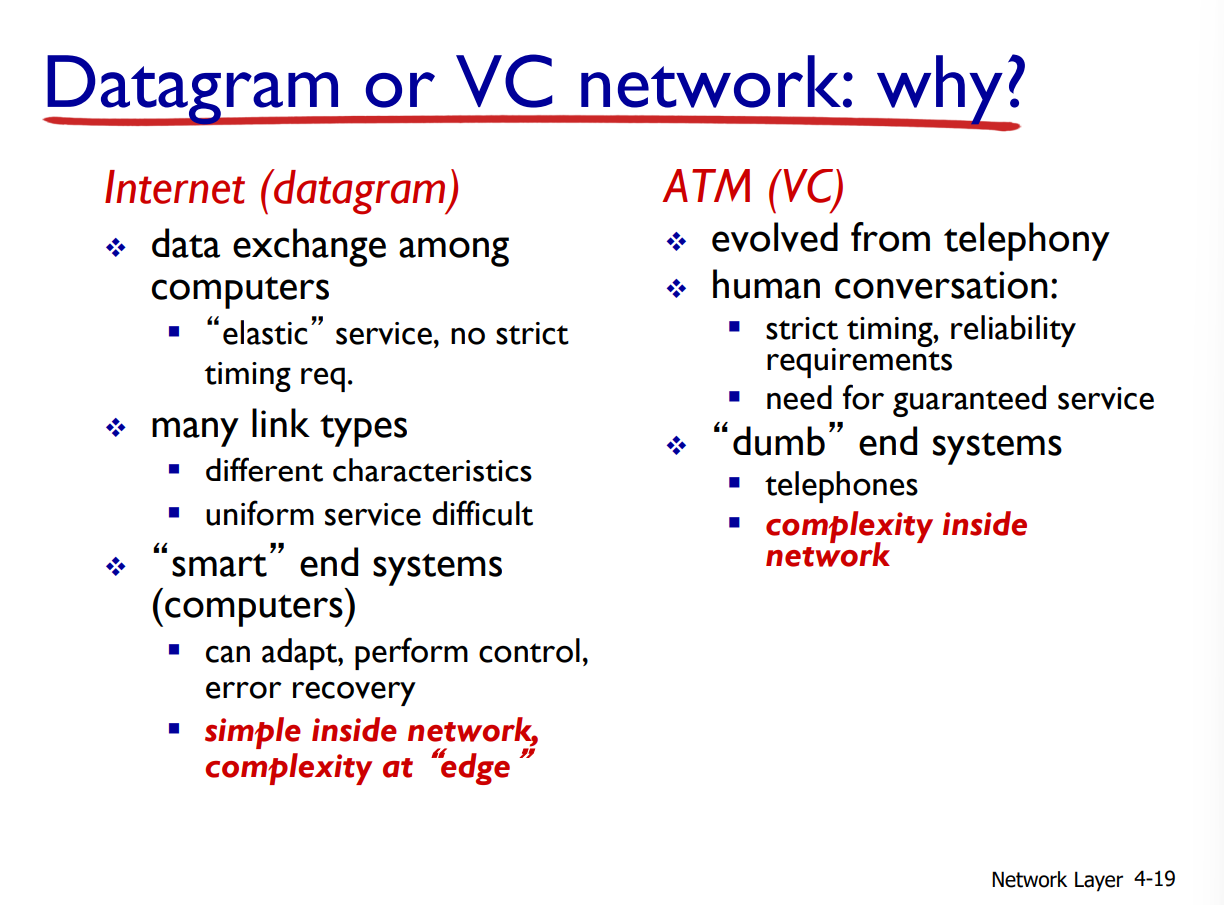 Datagram or VC network: why?
Internet (datagram)
❖ data exchange among
computers
▪ “elastic” service, no strict
timing req.
❖ many link types
▪ different characteristics
▪ uniform service difficult
❖ “smart” end systems
(computers)
▪ can adapt, perform control,
error recovery
▪ simple inside network,
complexity at “edge”
ATM (VC)
❖ evolved from telephony
❖ human conversation:
▪ strict timing, reliability
requirements
▪ need for guaranteed service
❖ “dumb” end systems
▪ telephones
▪ complexity inside
network
Network Layer 4-19